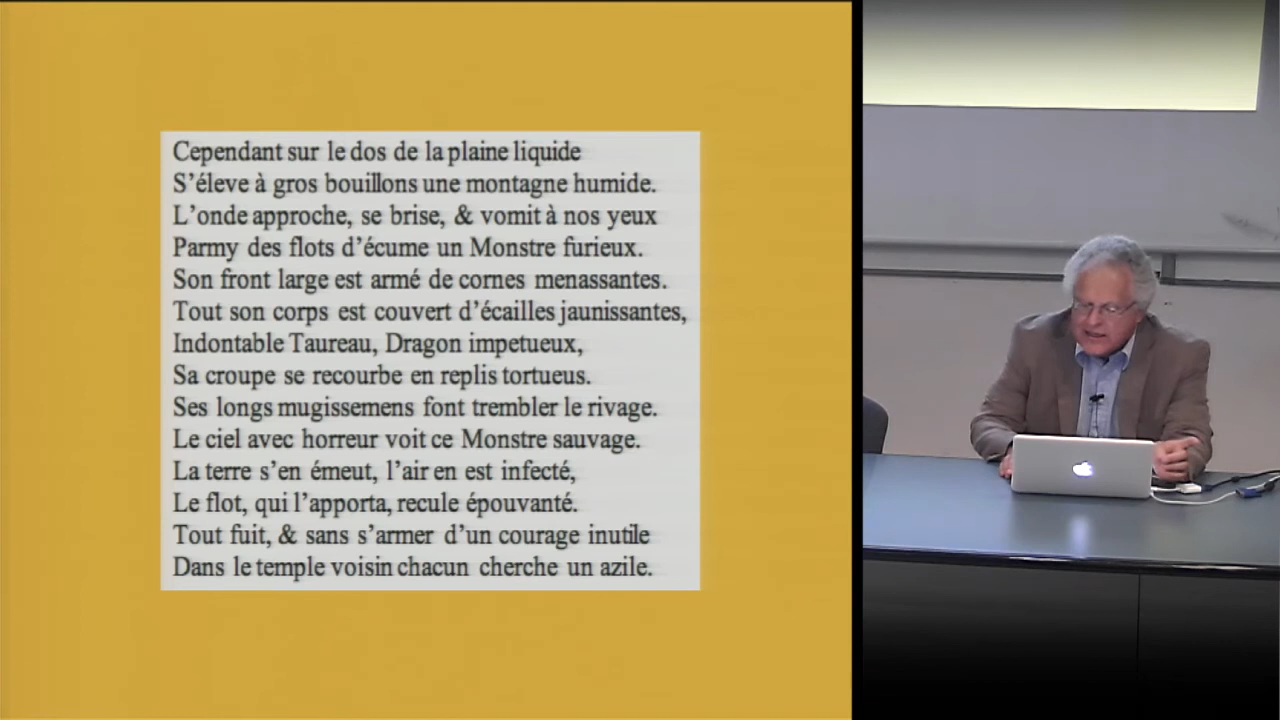 Cependant sur le dos de la plaine liquide
S'éleve à gros bouillons une montagne humide.
L'onde approche, se brise, & vomit à nos yeux
Parmy des flots d'écume un Monstre furieux.
Son front large est armé de cornes menassantes.
Tout son corps est couvert d'écailles jaunissantes,
Indontable Taureau, Dragon impetueux,
Sa croupe se recourbe en replis tortueus.
Ses longs mugissemens font trembler le rivage.
Le ciel avec horreur voit ce Monstre sauvage.
La terre s'en émeut, l'air en est infecté,
Le flot, qui l'apporta, recule épouvanté.
Tout fuit, & sans s'armer d'un courage inutile
Dans le temple voisin chacun cherche un azile.